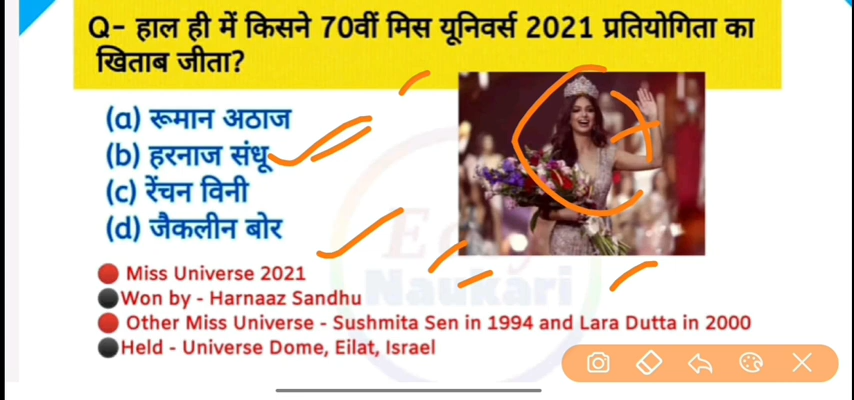 Q- हाल ही में किसने 70वीं मिस यूनिवर्स 2021 प्रतियोगिता का
खिताब जीता?
(a) रूमान अठाज
(b) हरनाज संधू
(c) रेंचन विनी
(d) जैकलीन बोर
Miss Universe 2021
Won by - Harnaaz Sandhu
Other Miss Universe - Sushmita Sen in 1994 and Lara Dutta in 2000
Held - Universe Dome, Eilat, Israel
Naukari